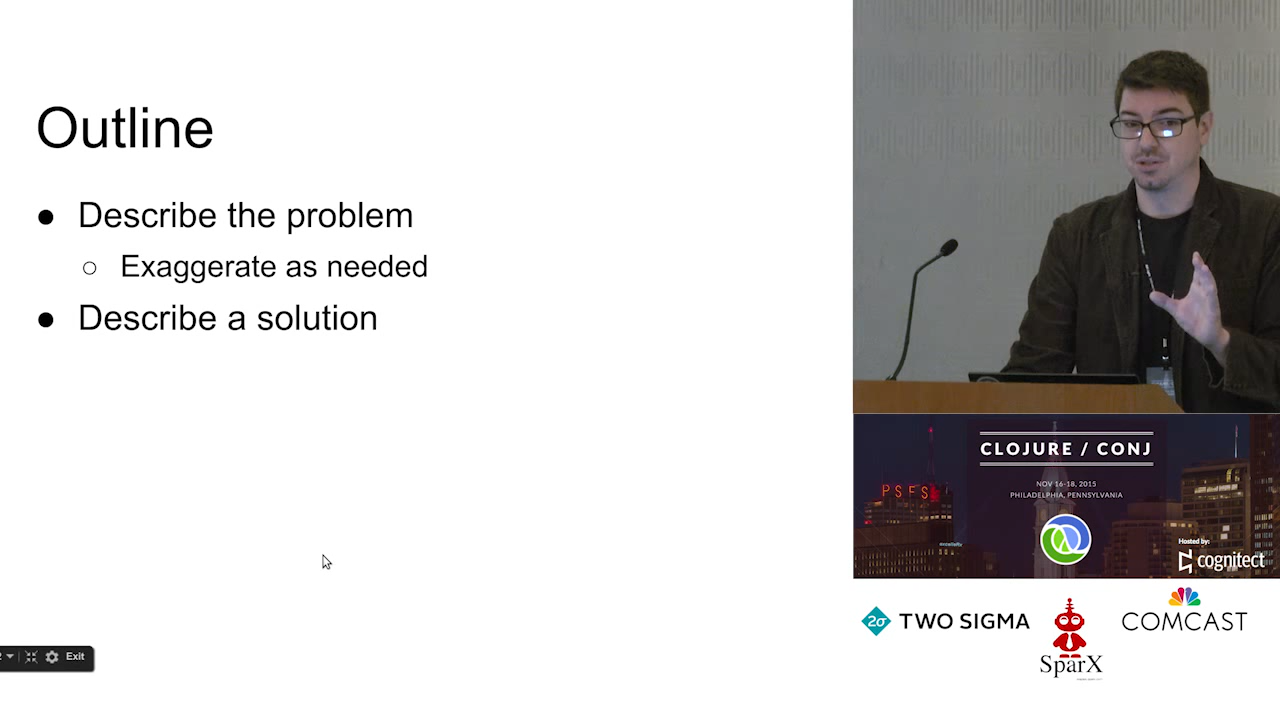 Outline
● Describe the problem
○ Exaggerate as needed
● Describe a solution
Exit
CLOJURE / CONJ
NOV 16-18, 2015
PHILADELPHIA, PENNSYLVANIA
PSFS
Hosted by:
cognitect
2σ TWO SIGMA
SparX
COMCAST